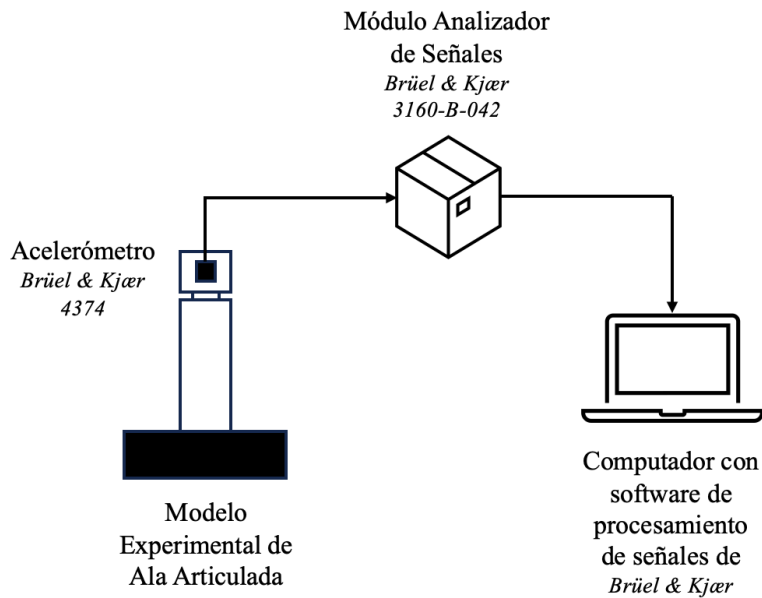 Módulo Analizador
de Señales
Brüel & Kjær
3160-B-042
Acelerómetro
Brüel & Kjær
4374
Modelo
Experimental de
Ala Articulada
Computador con
software de
procesamiento
de señales de
Brüel & Kjær